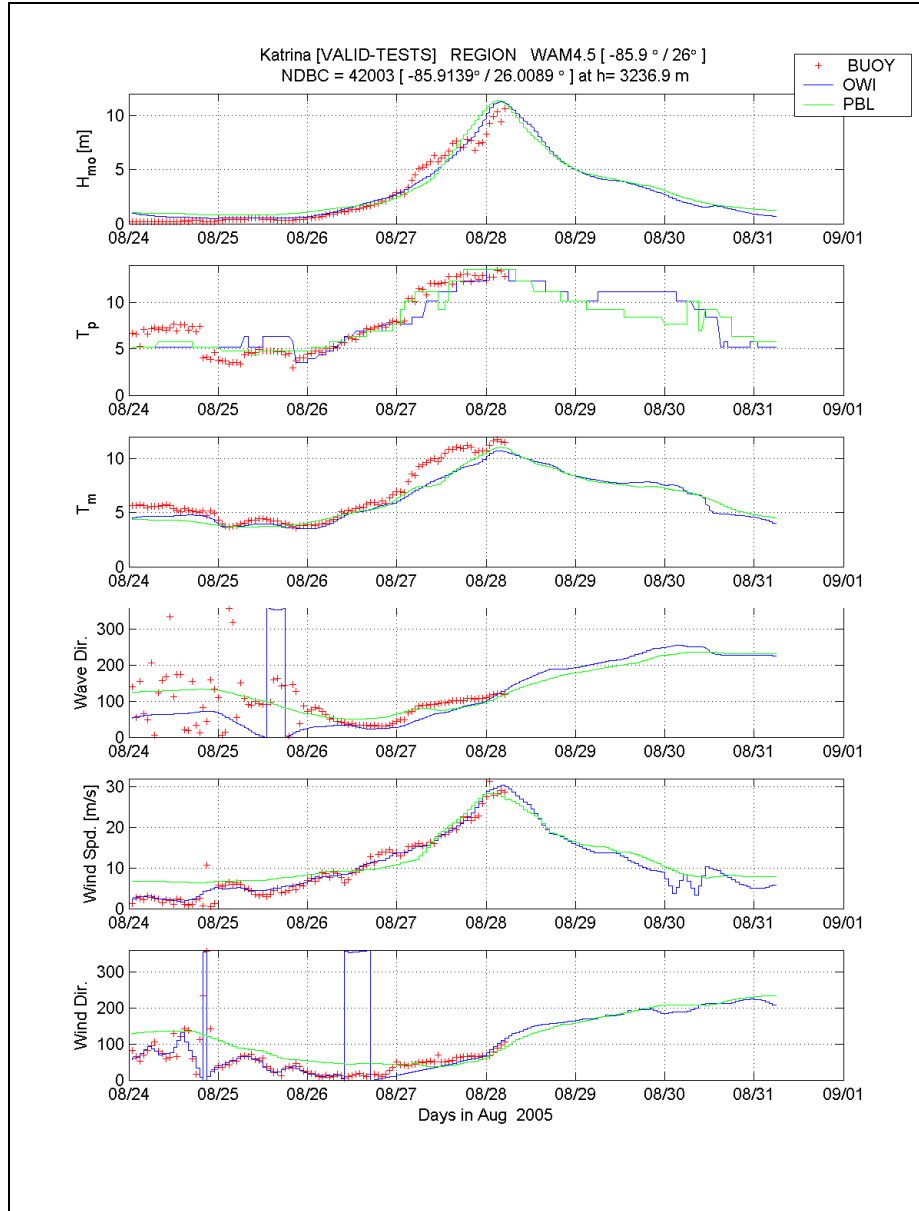 Katrina [VALID-TESTS] REGION WAM4.5 [ -85.9 ° / 26° ]
NDBC = 42003 [ -85.9139° / 26.0089 ° ] at h= 3236.9 m
BUOY
OWI
PBL
H_mo [m]
10
5
0
08/24 08/25 08/26 08/27 08/28 08/29 08/30 08/31 09/01
T_p
10
5
0
08/24 08/25 08/26 08/27 08/28 08/29 08/30 08/31 09/01
T_m
10
5
0
08/24 08/25 08/26 08/27 08/28 08/29 08/30 08/31 09/01
Wave Dir.
300
200
100
0
08/24 08/25 08/26 08/27 08/28 08/29 08/30 08/31 09/01
Wind Spd. [m/s]
30
20
10
0
08/24 08/25 08/26 08/27 08/28 08/29 08/30 08/31 09/01
Wind Dir.
300
200
100
0
08/24 08/25 08/26 08/27 08/28 08/29 08/30 08/31 09/01
Days in Aug 2005